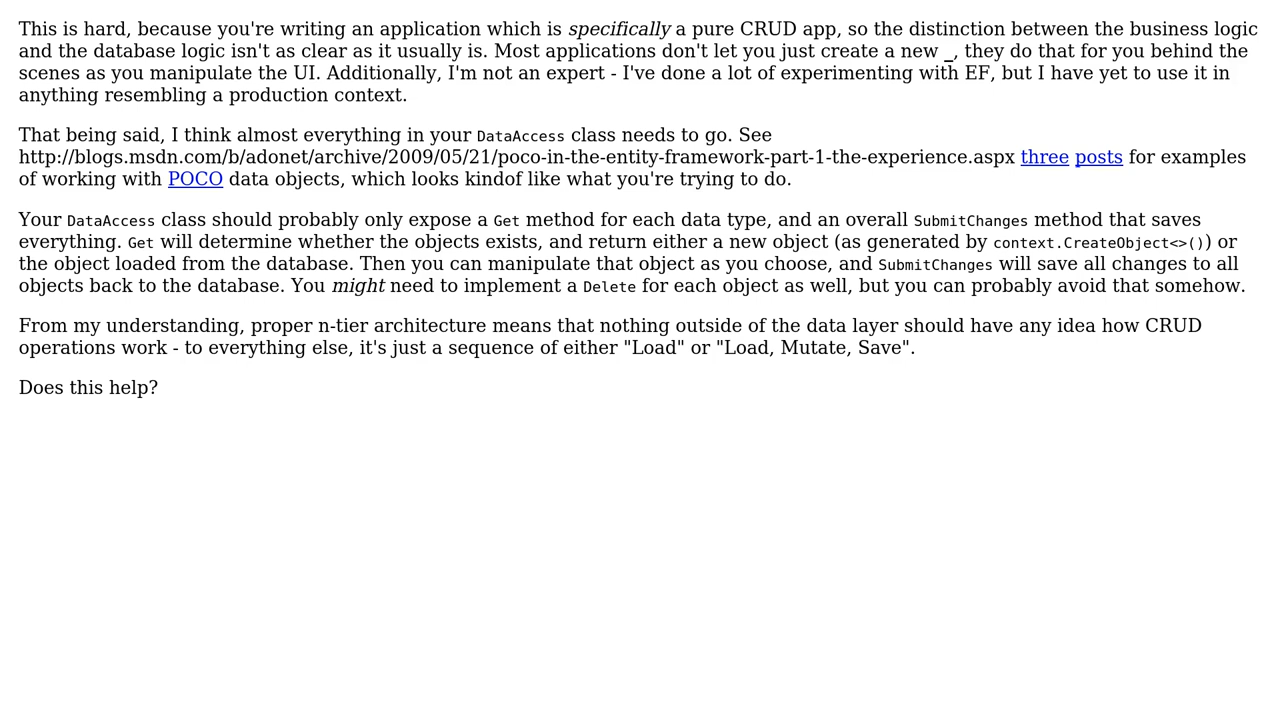 This is hard, because you're writing an application which is specifically a pure CRUD app, so the distinction between the business logic
and the database logic isn't as clear as it usually is. Most applications don't let you just create a new _, they do that for you behind the
scenes as you manipulate the UI. Additionally, I'm not an expert - I've done a lot of experimenting with EF, but I have yet to use it in
anything resembling a production context.
That being said, I think almost everything in your DataAccess class needs to go. See
http://blogs.msdn.com/b/adonet/archive/2009/05/21/poco-in-the-entity-framework-part-1-the-experience.aspx three posts for examples
of working with POCO data objects, which looks kindof like what you're trying to do.
Your DataAccess class should probably only expose a Get method for each data type, and an overall SubmitChanges method that saves
everything. Get will determine whether the objects exists, and return either a new object (as generated by context.CreateObject<>()) or
the object loaded from the database. Then you can manipulate that object as you choose, and SubmitChanges will save all changes to all
objects back to the database. You might need to implement a Delete for each object as well, but you can probably avoid that somehow.
From my understanding, proper n-tier architecture means that nothing outside of the data layer should have any idea how CRUD
operations work - to everything else, it's just a sequence of either "Load" or "Load, Mutate, Save".
Does this help?